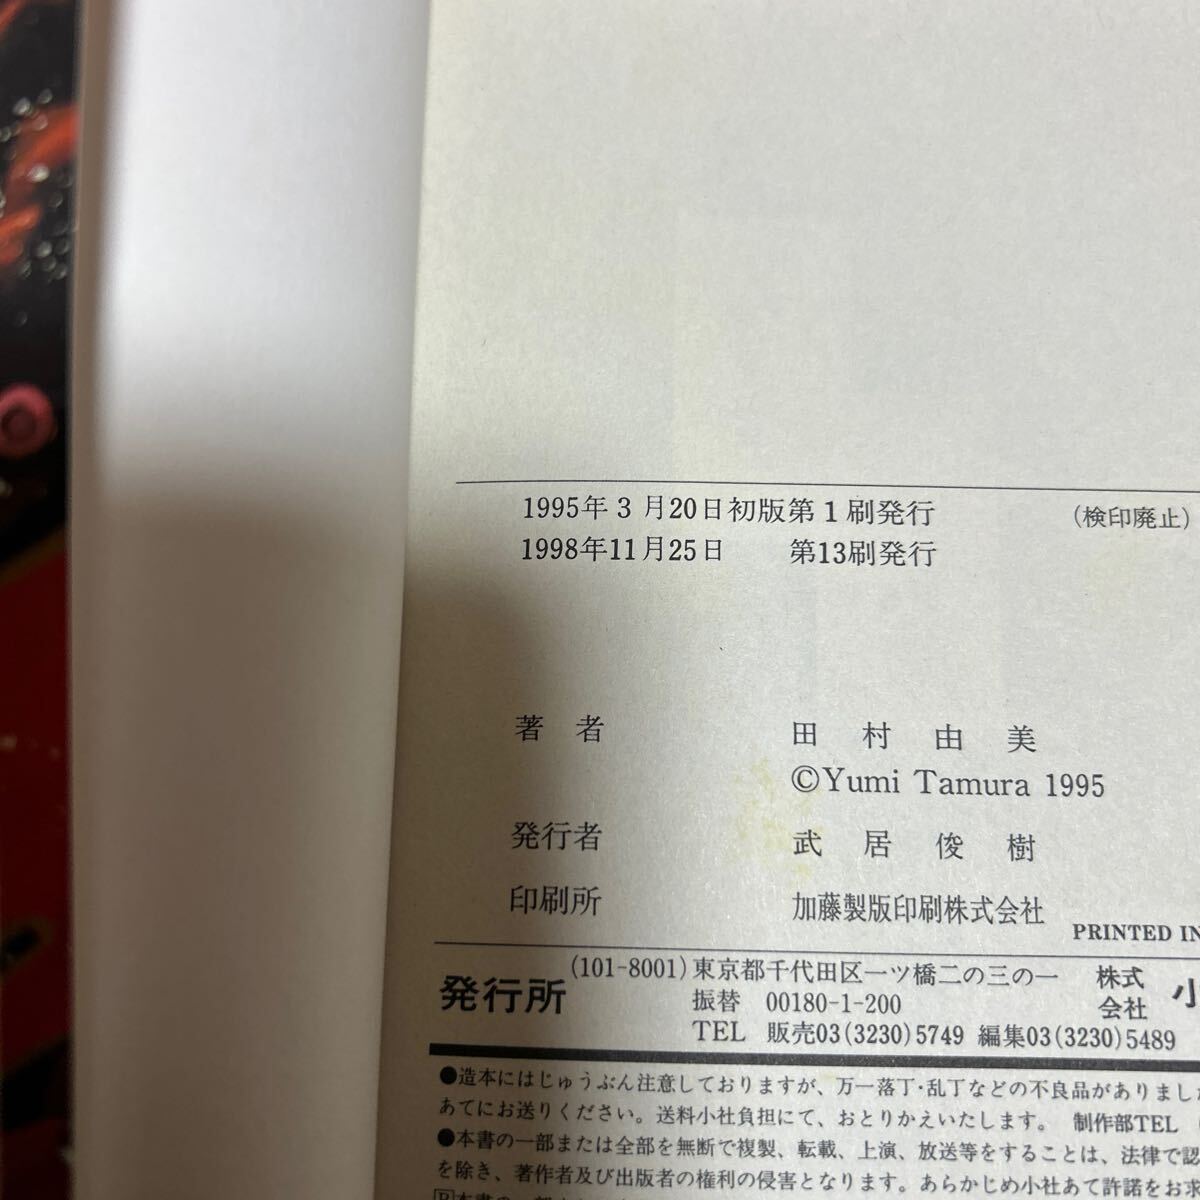 1995年3月20日初版第1刷発行 (検印廃止)
1998年11月25日 第13刷発行
著者 田村由美
©Yumi Tamura 1995
発行者 武居俊樹
印刷所 加藤製版印刷株式会社
PRINTED IN
発行所 (101-8001) 東京都千代田区一ツ橋二の三の一 株式会社 小
振替 00180-1-200
TEL 販売03(3230)5749 編集03(3230)5489
●造本にはじゅうぶん注意しておりますが、万一落丁・乱丁などの不良品がありました
あてにお送りください。送料小社負担にて、おとりかえいたします。 制作部TEL
●本書の一部または全部を無断で複製、転載、上演、放送等をすることは、法律で認
を除き、著作者及び出版者の権利の侵害となります。あらかじめ小社あて許諾をお求